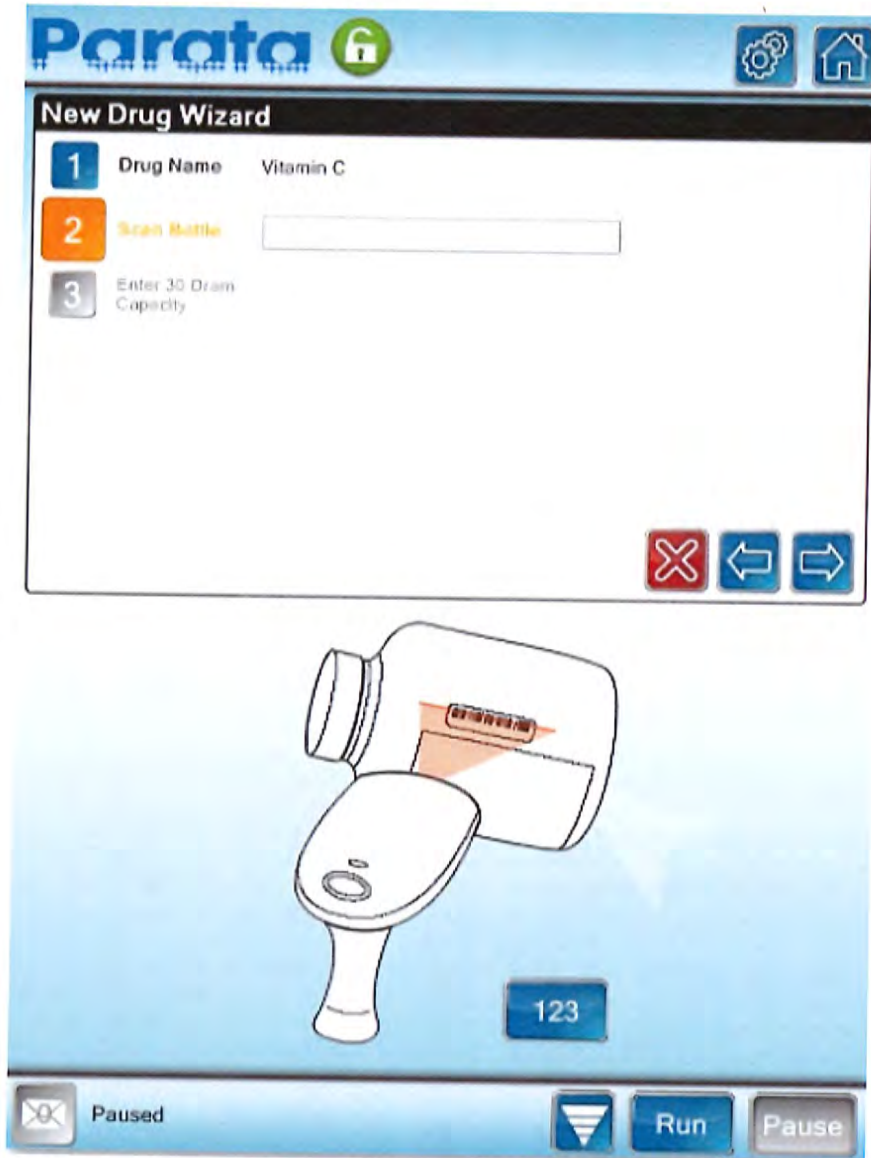 Parata
New Drug Wizard
1 Drug Name Vitamin C
2 Scan Bottle
3 Enter 30 Dram
Capacity
123
0 Paused Run Pause